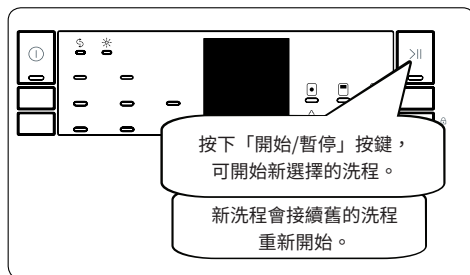 按下「開始/暫停」按鍵，
可開始新選擇的洗程。
新洗程會接續舊的洗程
重新開始。